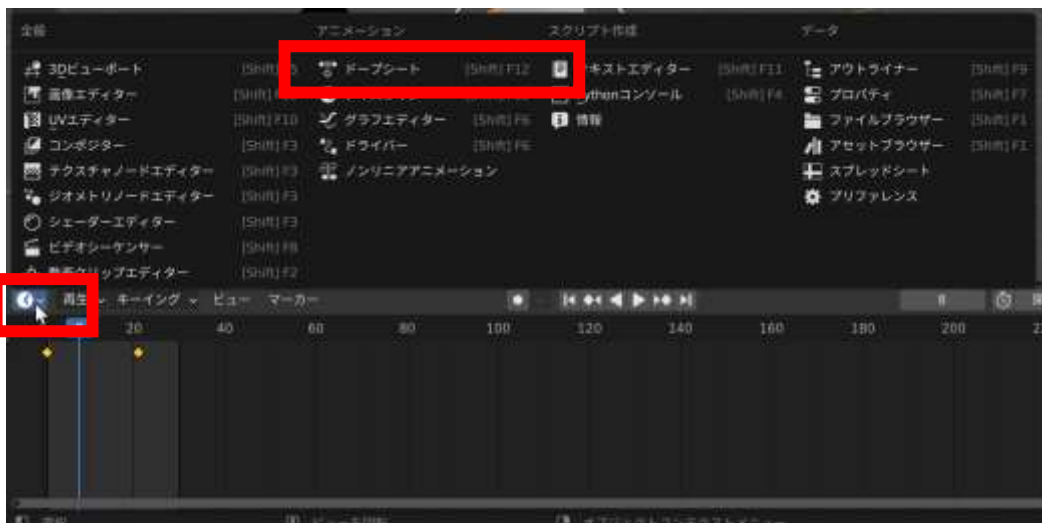 全般 アニメーション スクリプト作成 データ
3Dビューポート [Shift] ドープシート [Shift] F12 キストエディター [Shift] F11 アウトライナー [Shift] F9
画像エディター [Shift] ythonコンソール [Shift] F4 プロパティ [Shift] F7
UVエディター [Shift] F10 グラフエディター [Shift] F6 情報 ファイルブラウザー [Shift] F1
コンポジター [Shift] F3 ドライバー [Shift] F6 アセットブラウザー [Shift] F1
テクスチャノードエディター [Shift] F3 ノンリニアアニメーション スプレッドシート
ジオメトリノードエディター [Shift] F3 プリファレンス
シェーダーエディター [Shift] F3
ビデオシーケンサー [Shift] F8
動画クリップエディター [Shift] F2
再生 キーイング ビュー マーカー 8
20 40 60 80 100 120 140 160 180 200